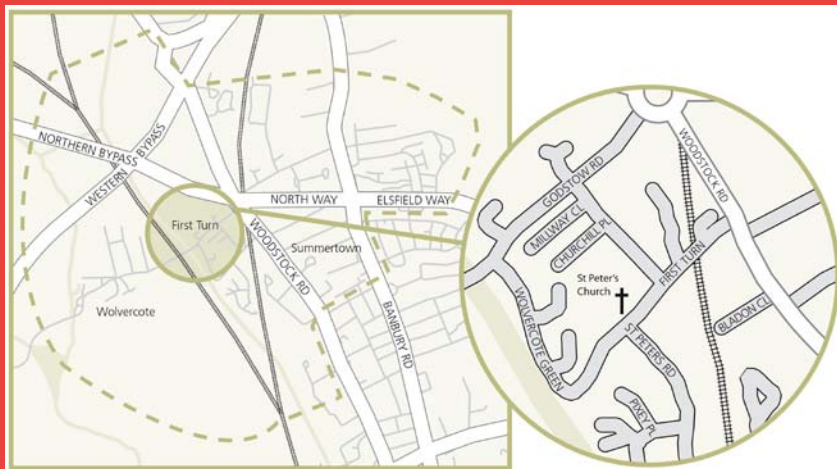 NORTHERN BYPASS
WESTERN BYPASS
First Turn
NORTH WAY
ELSFIELD WAY
WOODSTOCK RD
Summertown
BANBURY RD
Wolvercote
GODSTOW RD
WOODSTOCK RD
MILLWAY CL
CHURCHILL PL
FIRST TURN
St Peter's
Church
WOLVERCOTE GREEN
ST PETERS RD
BLADON CL
PIXEY PL